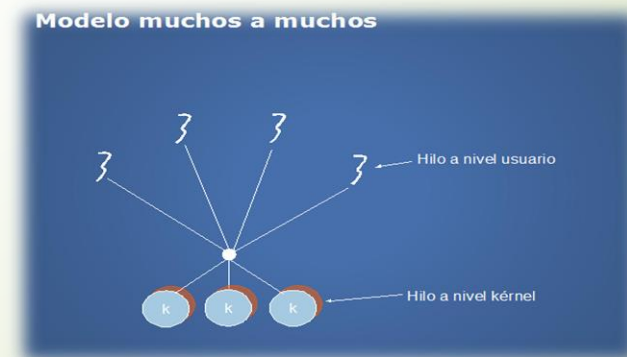 Modelo muchos a muchos
Hilo a nivel usuario
Hilo a nivel kérnel
k
k
k